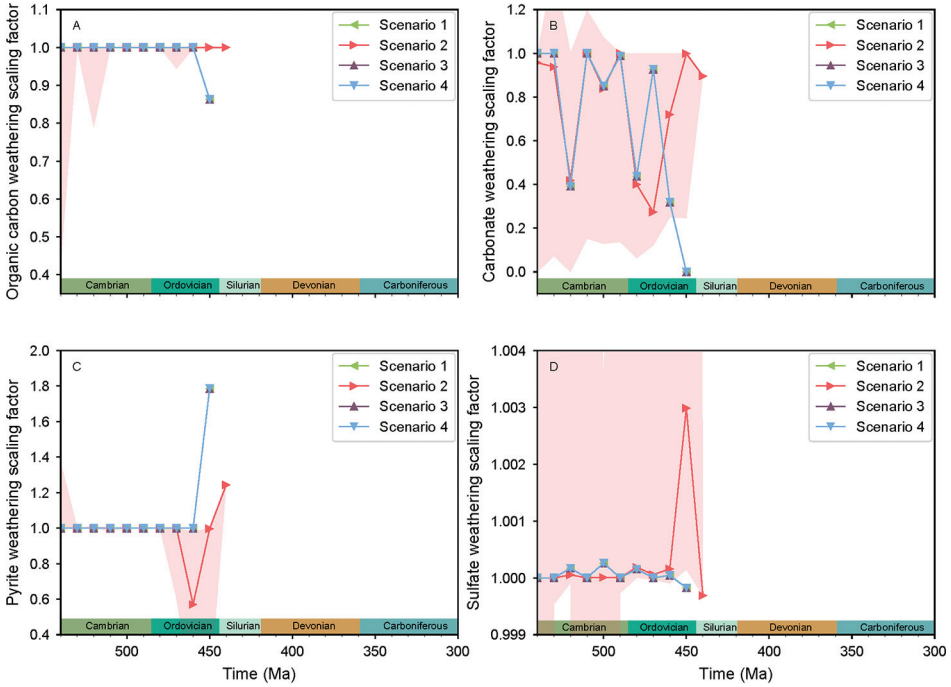 A
Scenario 1
Scenario 2
Scenario 3
Scenario 4
Organic carbon weathering scaling factor
1.1
1.0
0.9
0.8
0.7
0.6
0.5
0.4
Cambrian
Ordovician
Silurian
Devonian
Carboniferous
B
Scenario 1
Scenario 2
Scenario 3
Scenario 4
Carbonate weathering scaling factor
1.2
1.0
0.8
0.6
0.4
0.2
0.0
Cambrian
Ordovician
Silurian
Devonian
Carboniferous
C
Scenario 1
Scenario 2
Scenario 3
Scenario 4
Pyrite weathering scaling factor
2.0
1.8
1.6
1.4
1.2
1.0
0.8
0.6
0.4
Cambrian
Ordovician
Silurian
Devonian
Carboniferous
500
450
400
350
300
Time (Ma)
D
Scenario 1
Scenario 2
Scenario 3
Scenario 4
Sulfate weathering scaling factor
1.004
1.003
1.002
1.001
1.000
0.999
Cambrian
Ordovician
Silurian
Devonian
Carboniferous
500
450
400
350
300
Time (Ma)